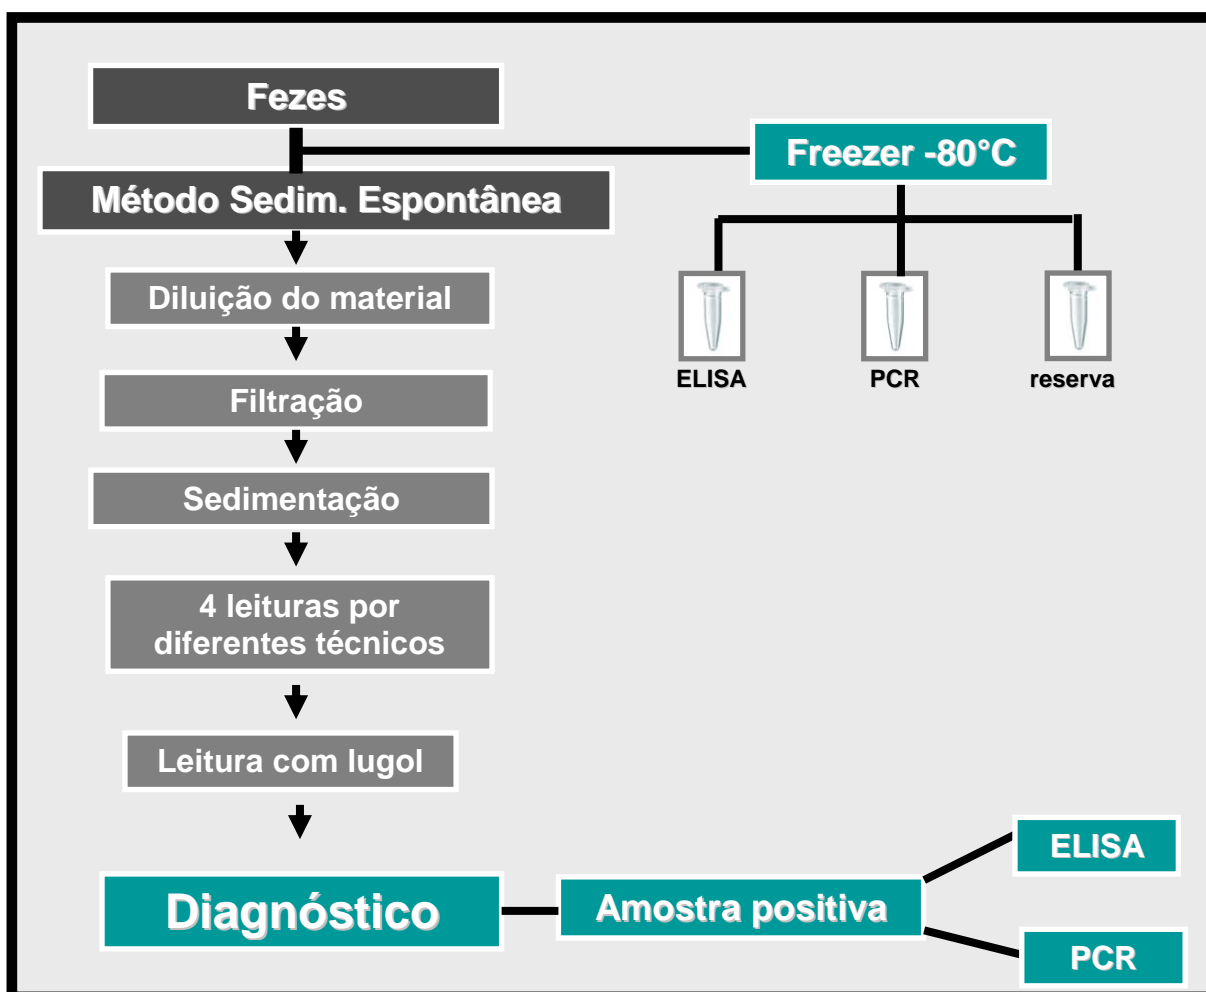 Fezes
Freezer -80°C
Método Sedim. Espontânea
Diluição do material
ELISA
PCR
reserva
Filtração
Sedimentação
4 leituras por
diferentes técnicos
Leitura com lugol
Diagnóstico
Amostra positiva
ELISA
PCR